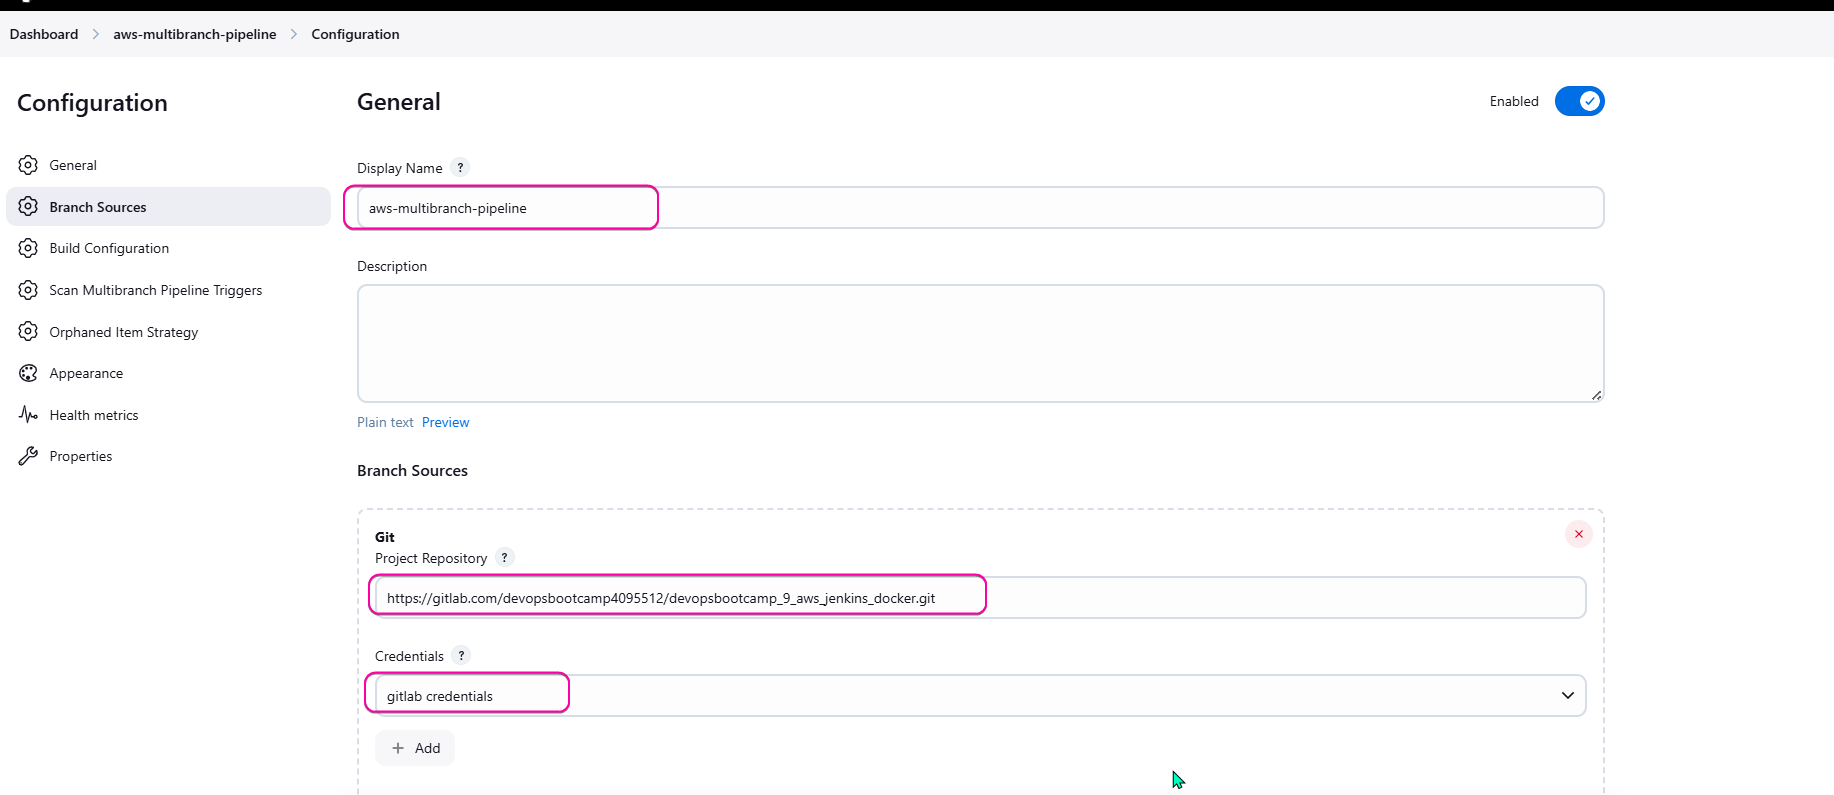 Dashboard > aws-multibranch-pipeline > Configuration
Configuration
General
Branch Sources
Build Configuration
Scan Multibranch Pipeline Triggers
Orphaned Item Strategy
Appearance
Health metrics
Properties
General
Enabled
Display Name ?
aws-multibranch-pipeline
Description
Plain text Preview
Branch Sources
Git
Project Repository ?
https://gitlab.com/devopsbootcamp4095512/devopsbootcamp_9_aws_jenkins_docker.git
Credentials ?
gitlab credentials
+ Add